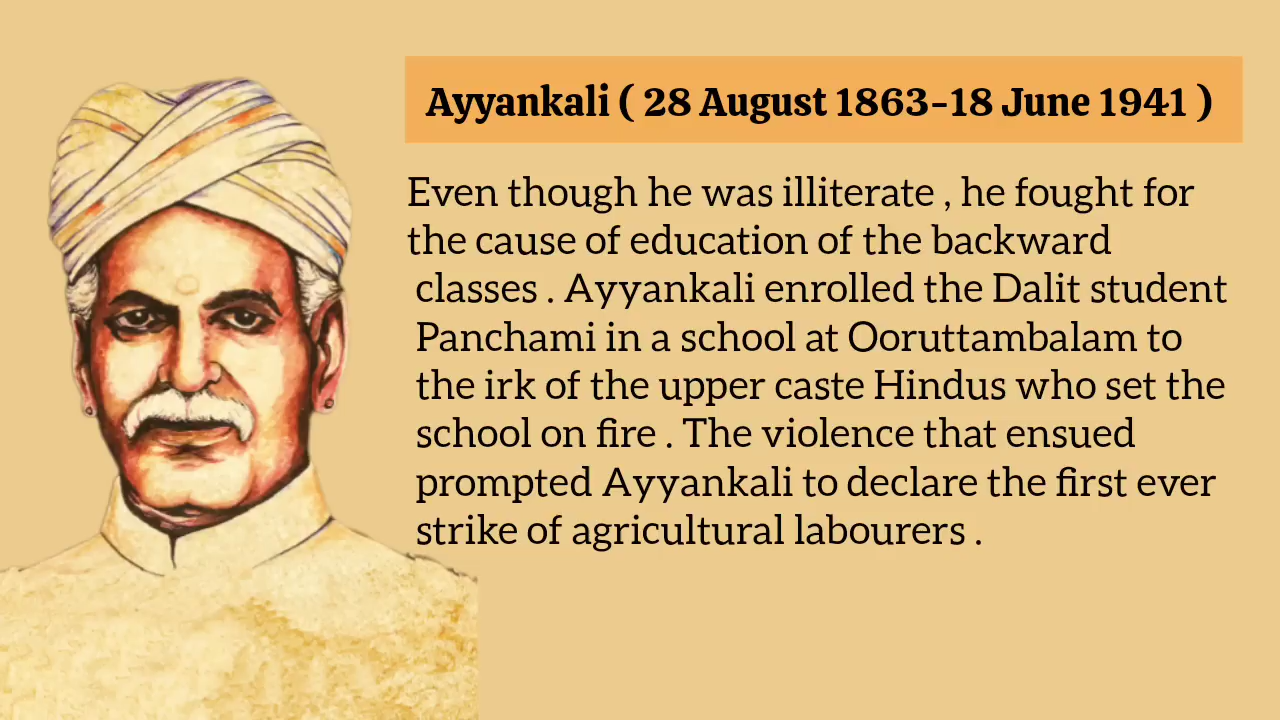 Ayyankali ( 28 August 1863-18 June 1941 )
Even though he was illiterate , he fought for
the cause of education of the backward
classes . Ayyankali enrolled the Dalit student
Panchami in a school at Ooruttambalam to
the irk of the upper caste Hindus who set the
school on fire . The violence that ensued
prompted Ayyankali to declare the first ever
strike of agricultural labourers .